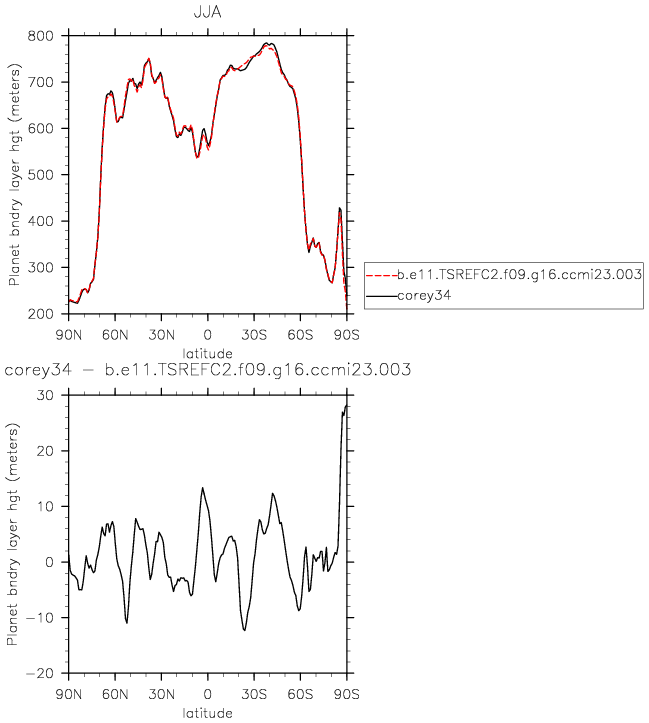 JJA
800
700
600
500
400
300
200
Planet bndry layer hgt (meters)
90N 60N 30N 0 30S 60S 90S
latitude
b.e11.TSREFC2.f09.g16.ccmi23.003
corey34
corey34 − b.e11.TSREFC2.f09.g16.ccmi23.003
30
20
10
0
−10
−20
Planet bndry layer hgt (meters)
90N 60N 30N 0 30S 60S 90S
latitude